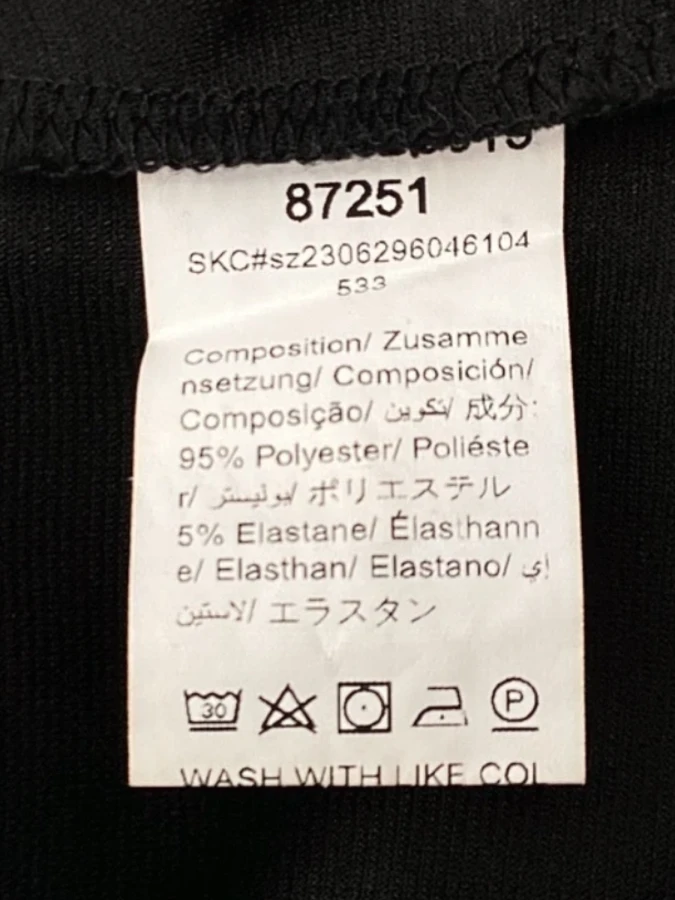 87251
SKC#sz2306296046104
533
Composition/ Zusamme
nsetzung/ Composición/
Composição/ تكوين/ 成分:
95% Polyester/ Poliéste
r/ بوليستر/ ポリエステル
5% Elastane/ Élasthann
e/ Elasthan/ Elastano/ إي
لاستين/ エラスタン
30
P
WASH WITH LIKE COL